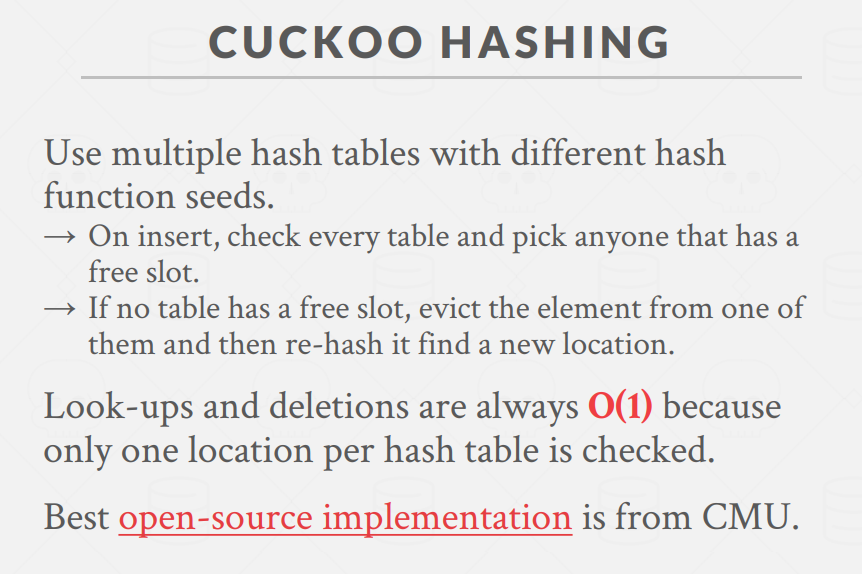 CUCKOO HASHING
Use multiple hash tables with different hash
function seeds.
→ On insert, check every table and pick anyone that has a
free slot.
→ If no table has a free slot, evict the element from one of
them and then re-hash it find a new location.
Look-ups and deletions are always O(1) because
only one location per hash table is checked.
Best open-source implementation is from CMU.